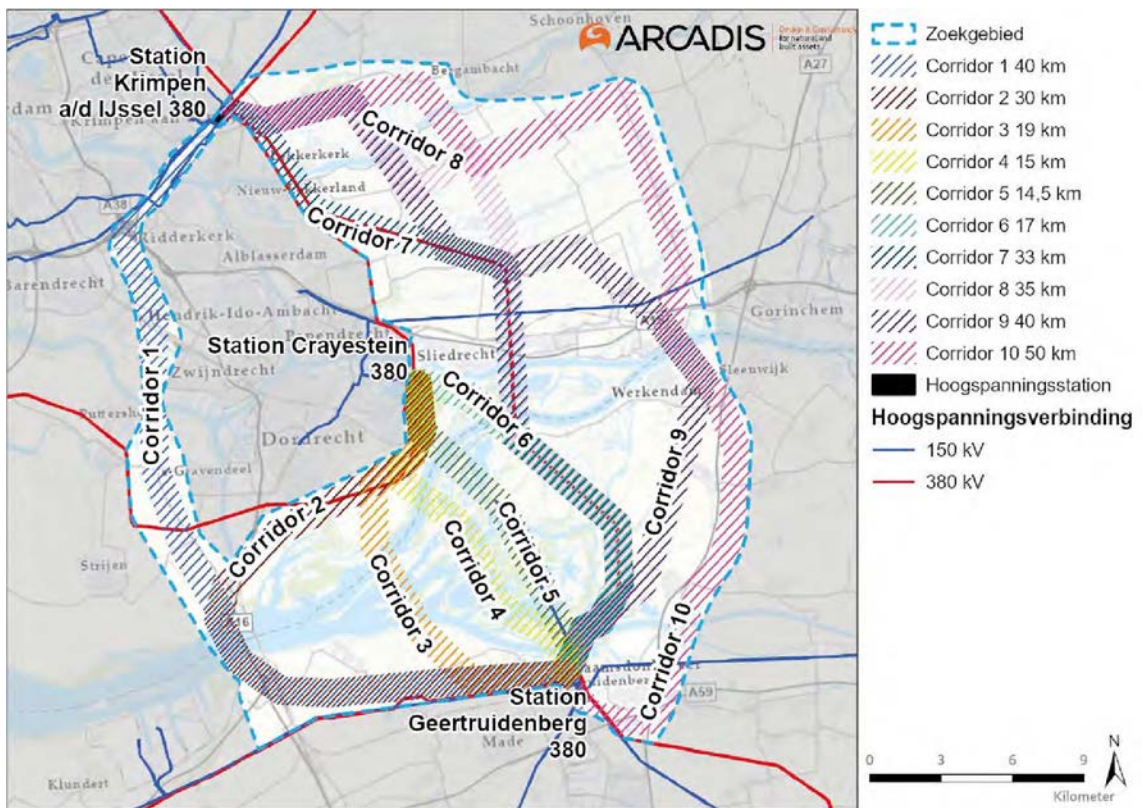 Schoonhoven
ARCADIS
Station
Krimpen
a/d IJssel 380
Bergambacht
A27
Corridor 8
Nieuw-
A38
Ridderkerk
Corridor 7
Alblasserdam
Barendrecht
Hendrik-Ido-Ambacht
Papendrecht
Gorinchem
Station Crayestein
380
Sliedrecht
Corridor 1
Zwijndrecht
Werkendam
Sleeuwijk
Corridor 6
Dordrecht
Corridor 9
's Gravendeel
Corridor 2
Corridor 5
Corridor 4
Strijen
Corridor 3
Corridor 10
A59
Station
Geertruidenberg
380
Made
Klundert
Zoekgebied
Corridor 1 40 km
Corridor 2 30 km
Corridor 3 19 km
Corridor 4 15 km
Corridor 5 14,5 km
Corridor 6 17 km
Corridor 7 33 km
Corridor 8 35 km
Corridor 9 40 km
Corridor 10 50 km
Hoogspanningsstation
Hoogspanningsverbinding
150 kV
380 kV
N
0 3 6 9
Kilometer